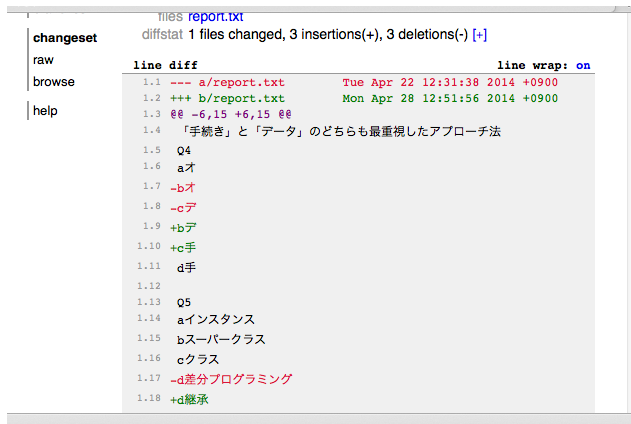 files report.txt
changeset
diffstat 1 files changed, 3 insertions(+), 3 deletions(-) [+]
raw
browse
help
line diff line wrap: on
1.1 --- a/report.txt Tue Apr 22 12:31:38 2014 +0900
1.2 +++ b/report.txt Mon Apr 28 12:51:56 2014 +0900
1.3 @@ -6,15 +6,15 @@
1.4 「手続き」と「データ」のどちらも最重視したアプローチ法
1.5 Q4
1.6 aオ
1.7 -bオ
1.8 -cデ
1.9 +bデ
1.10 +c手
1.11 d手
1.12
1.13 Q5
1.14 aインスタンス
1.15 bスーパークラス
1.16 cクラス
1.17 -d差分プログラミング
1.18 +d継承